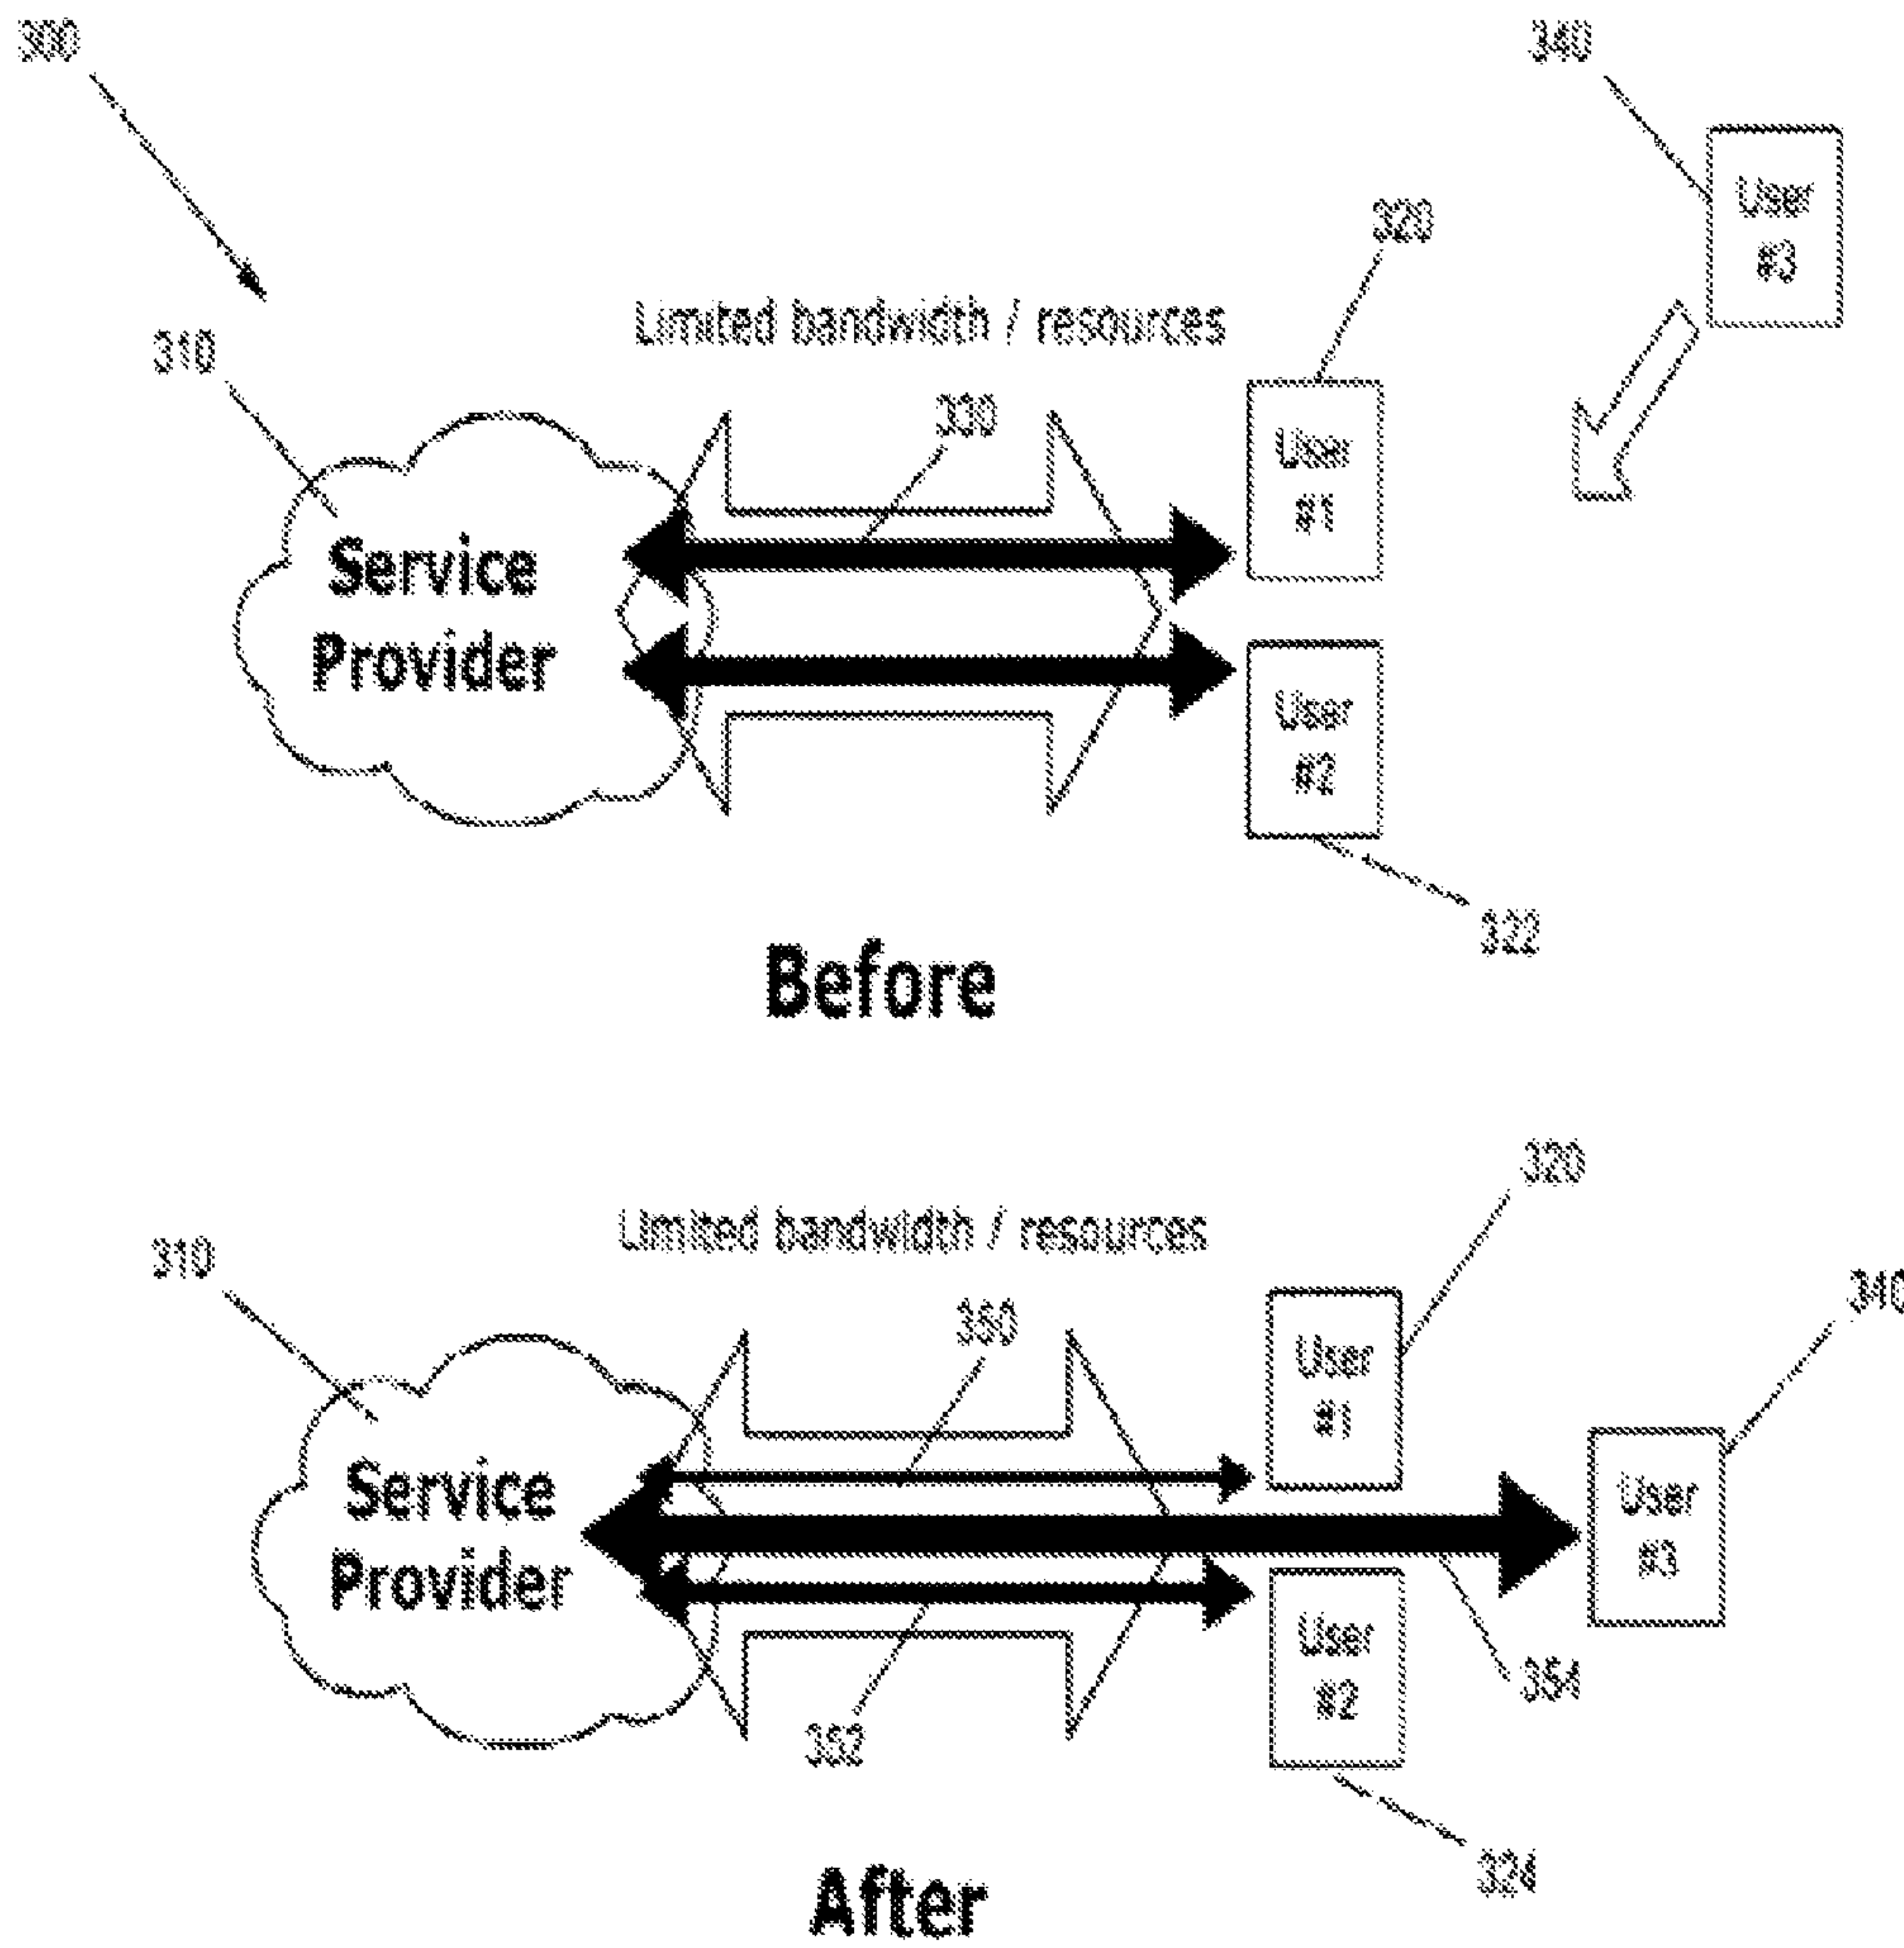 300
340
User
#3
320
Limited bandwidth / resources
310
330
User
#1
Service
Provider
User
#2
322
Before
320
Limited bandwidth / resources
310
340
350
User
#1
Service
Provider
User
#3
User
#2
354
352
324
After